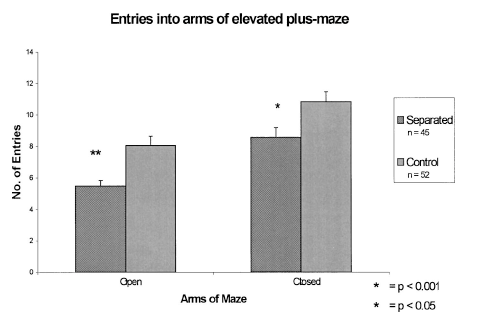 Entries into arms of elevated plus-maze
No. of Entries
14
12
10
8
6
4
2
0
**
*
Open
Closed
Arms of Maze
Separated
n = 45
Control
n = 52
* = p < 0.001
* = p < 0.05